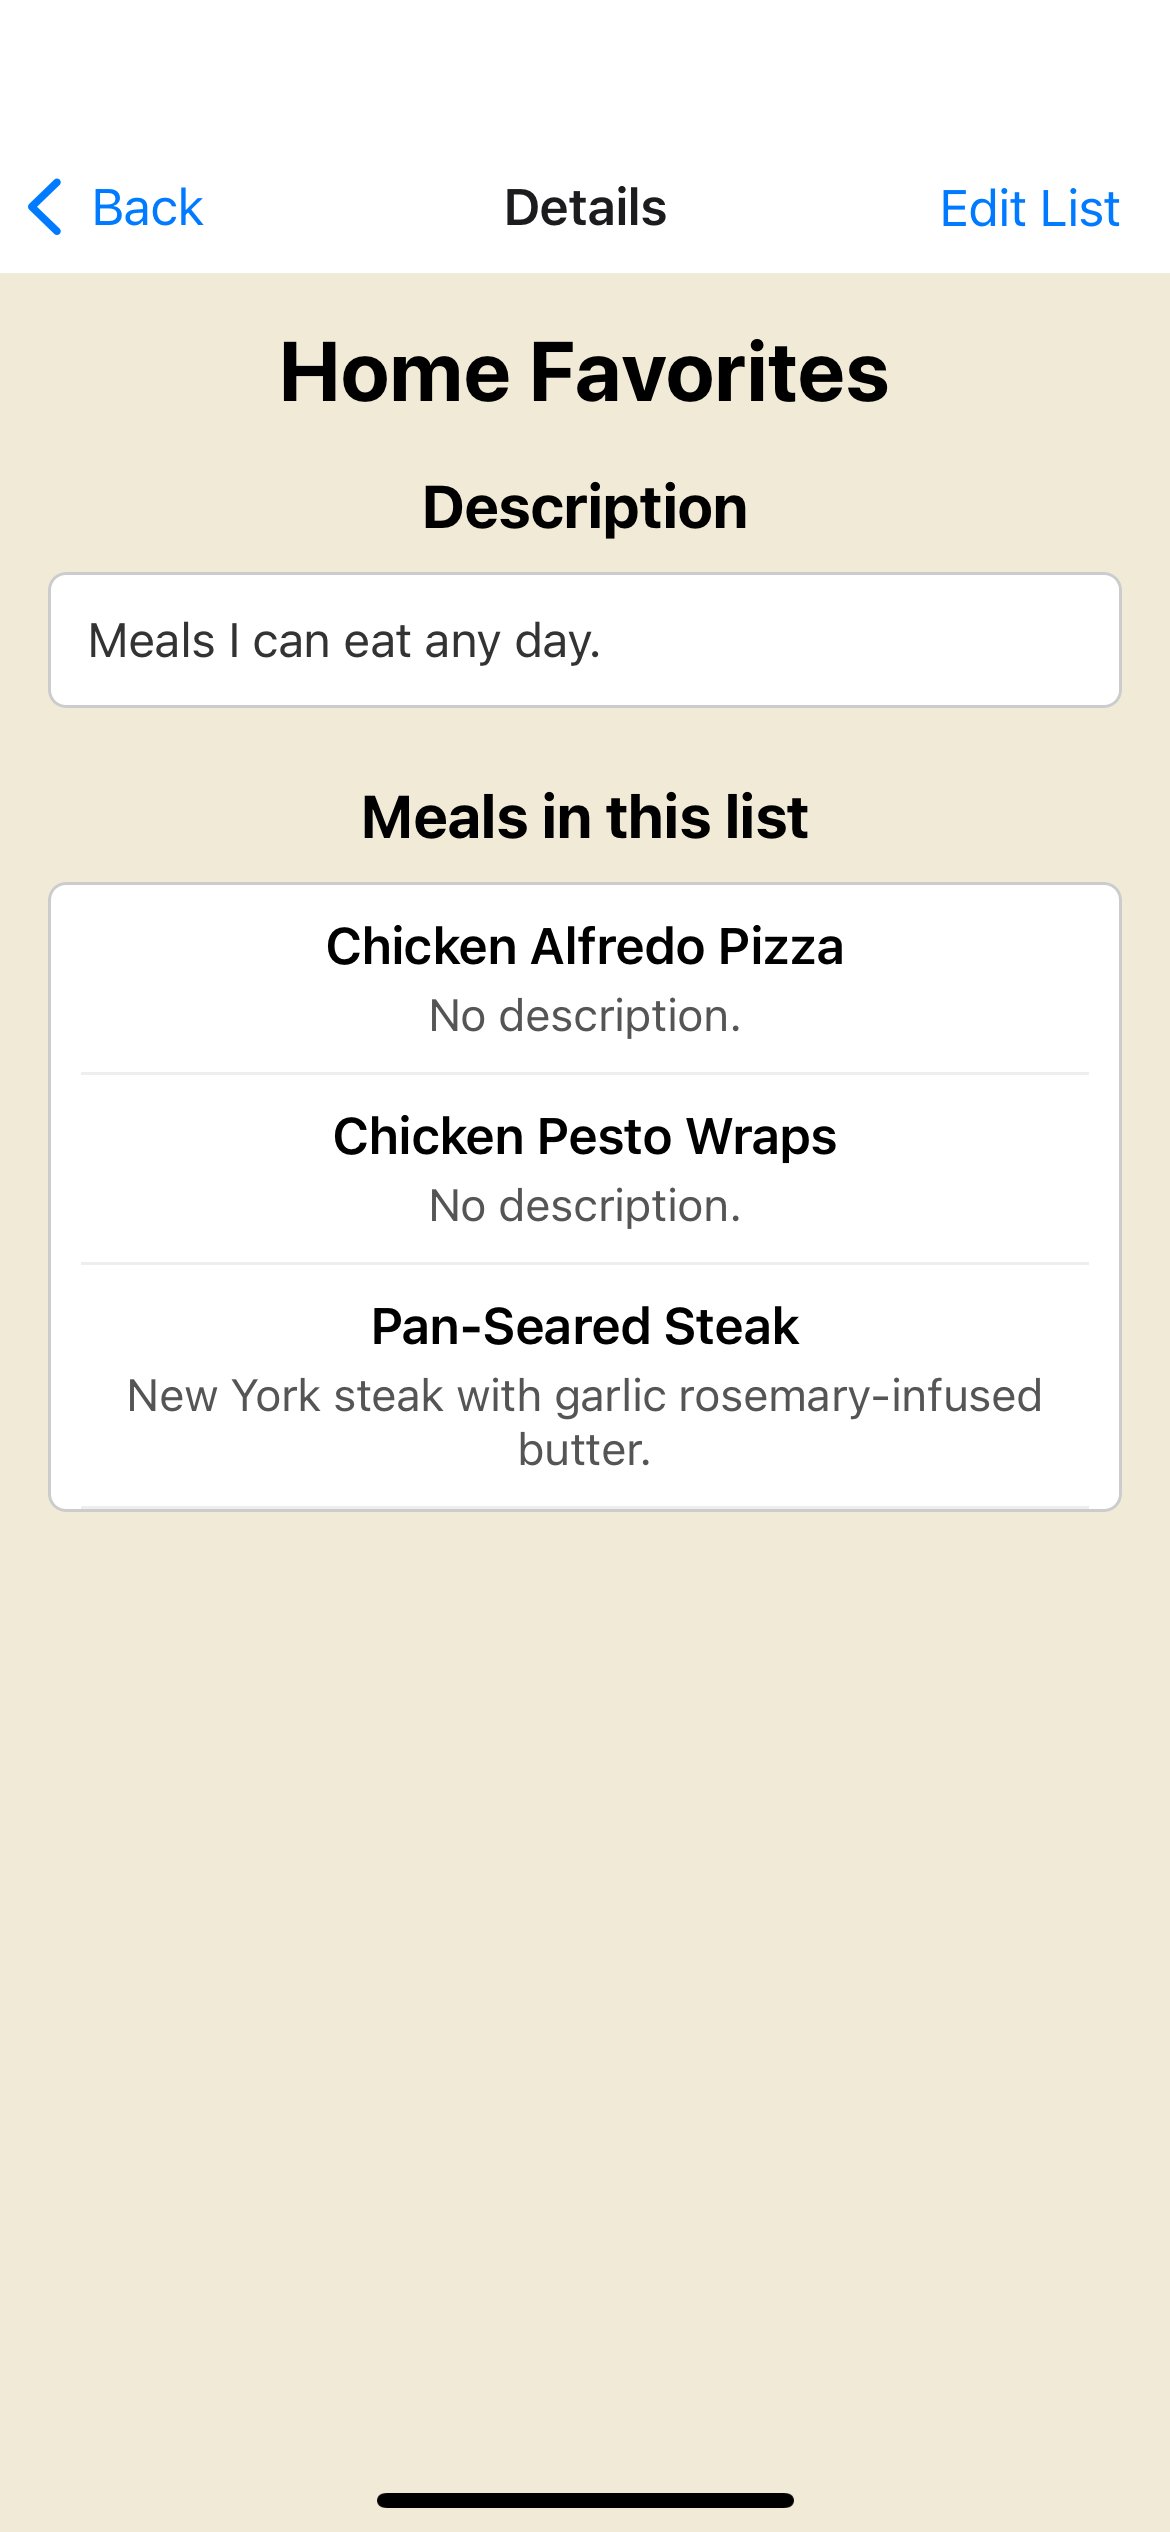 Back
Details
Edit List
Home Favorites
Description
Meals I can eat any day.
Meals in this list
Chicken Alfredo Pizza
No description.
Chicken Pesto Wraps
No description.
Pan-Seared Steak
New York steak with garlic rosemary-infused
butter.